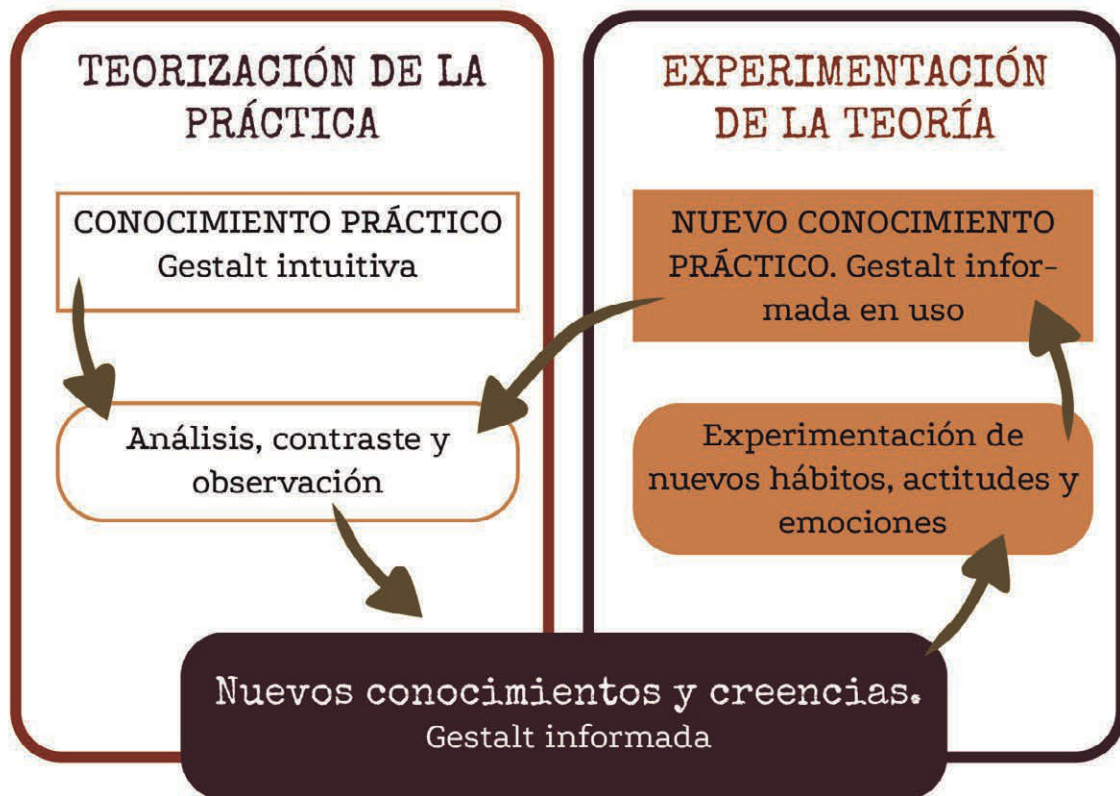 TEORIZACIÓN DE LA
PRÁCTICA
CONOCIMIENTO PRÁCTICO
Gestalt intuitiva
Análisis, contraste y
observación
EXPERIMENTACIÓN
DE LA TEORÍA
NUEVO CONOCIMIENTO
PRÁCTICO. Gestalt infor-
mada en uso
Experimentación de
nuevos hábitos, actitudes y
emociones
Nuevos conocimientos y creencias.
Gestalt informada